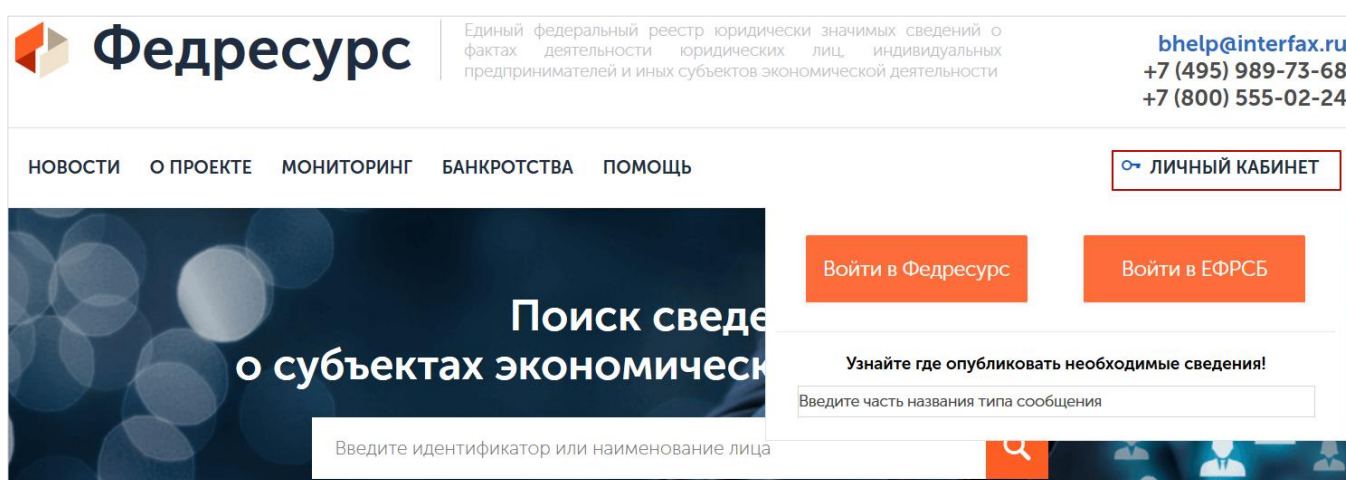 Федресурс
Единый федеральный реестр юридически значимых сведений о
фактах деятельности юридических лиц, индивидуальных
предпринимателей и иных субъектов экономической деятельности
bhelp@interfax.ru
+7 (495) 989-73-68
+7 (800) 555-02-24
НОВОСТИ О ПРОЕКТЕ МОНИТОРИНГ БАНКРОТСТВА ПОМОЩЬ
ЛИЧНЫЙ КАБИНЕТ
Войти в Федресурс
Войти в ЕФРСБ
Поиск сведе
о субъектах экономическ
Узнайте где опубликовать необходимые сведения!
Введите часть названия типа сообщения
Введите идентификатор или наименование лица